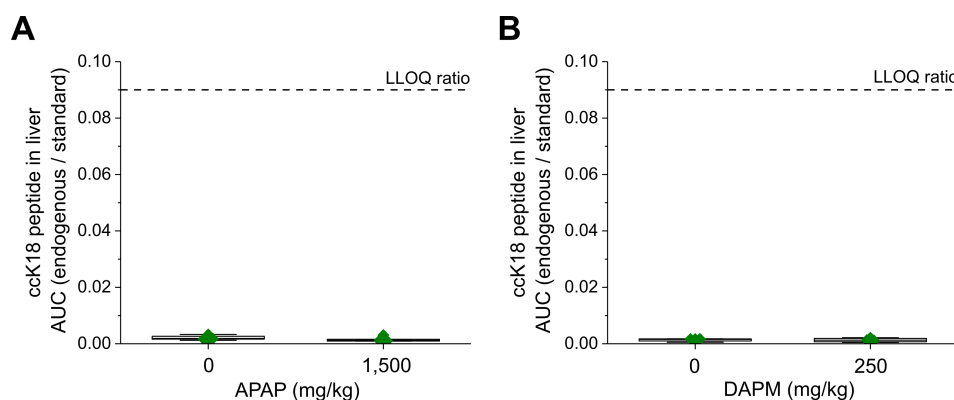 A
ccK18 peptide in liver
AUC (endogenous / standard)
0.10
0.08
0.06
0.04
0.02
0.00
LLOQ ratio
0
1,500
APAP (mg/kg)
B
ccK18 peptide in liver
AUC (endogenous / standard)
0.10
0.08
0.06
0.04
0.02
0.00
LLOQ ratio
0
250
DAPM (mg/kg)